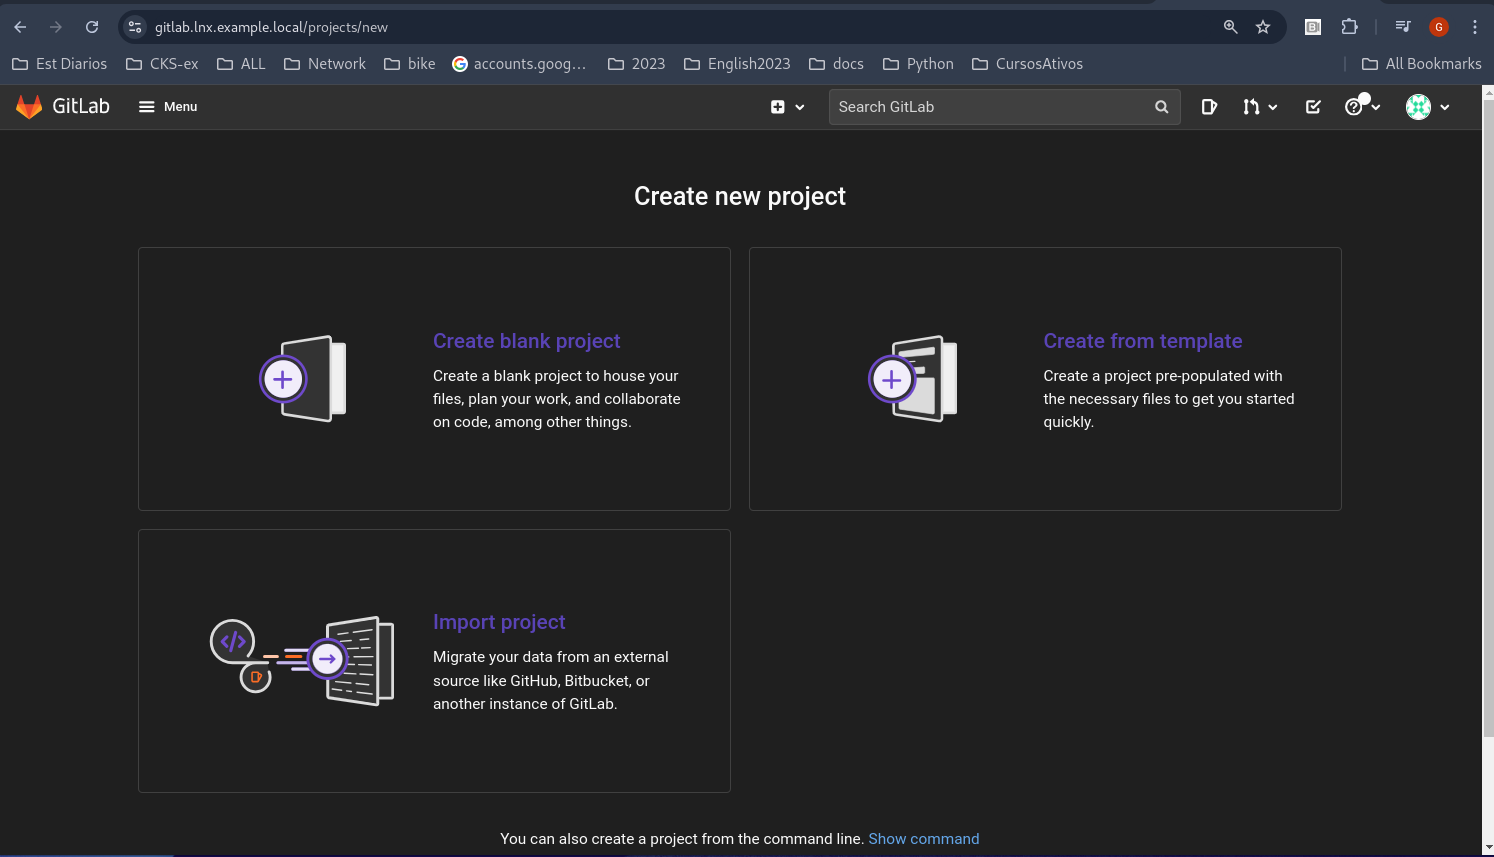 gitlab.lnx.example.local/projects/new
G
Est Diarios CKS-ex ALL Network bike accounts.goog... 2023 English2023 docs Python CursosAtivos All Bookmarks
GitLab Menu Search GitLab
Create new project
Create blank project
Create a blank project to house your
files, plan your work, and collaborate
on code, among other things.
Create from template
Create a project pre-populated with
the necessary files to get you started
quickly.
Import project
Migrate your data from an external
source like GitHub, Bitbucket, or
another instance of GitLab.
You can also create a project from the command line. Show command